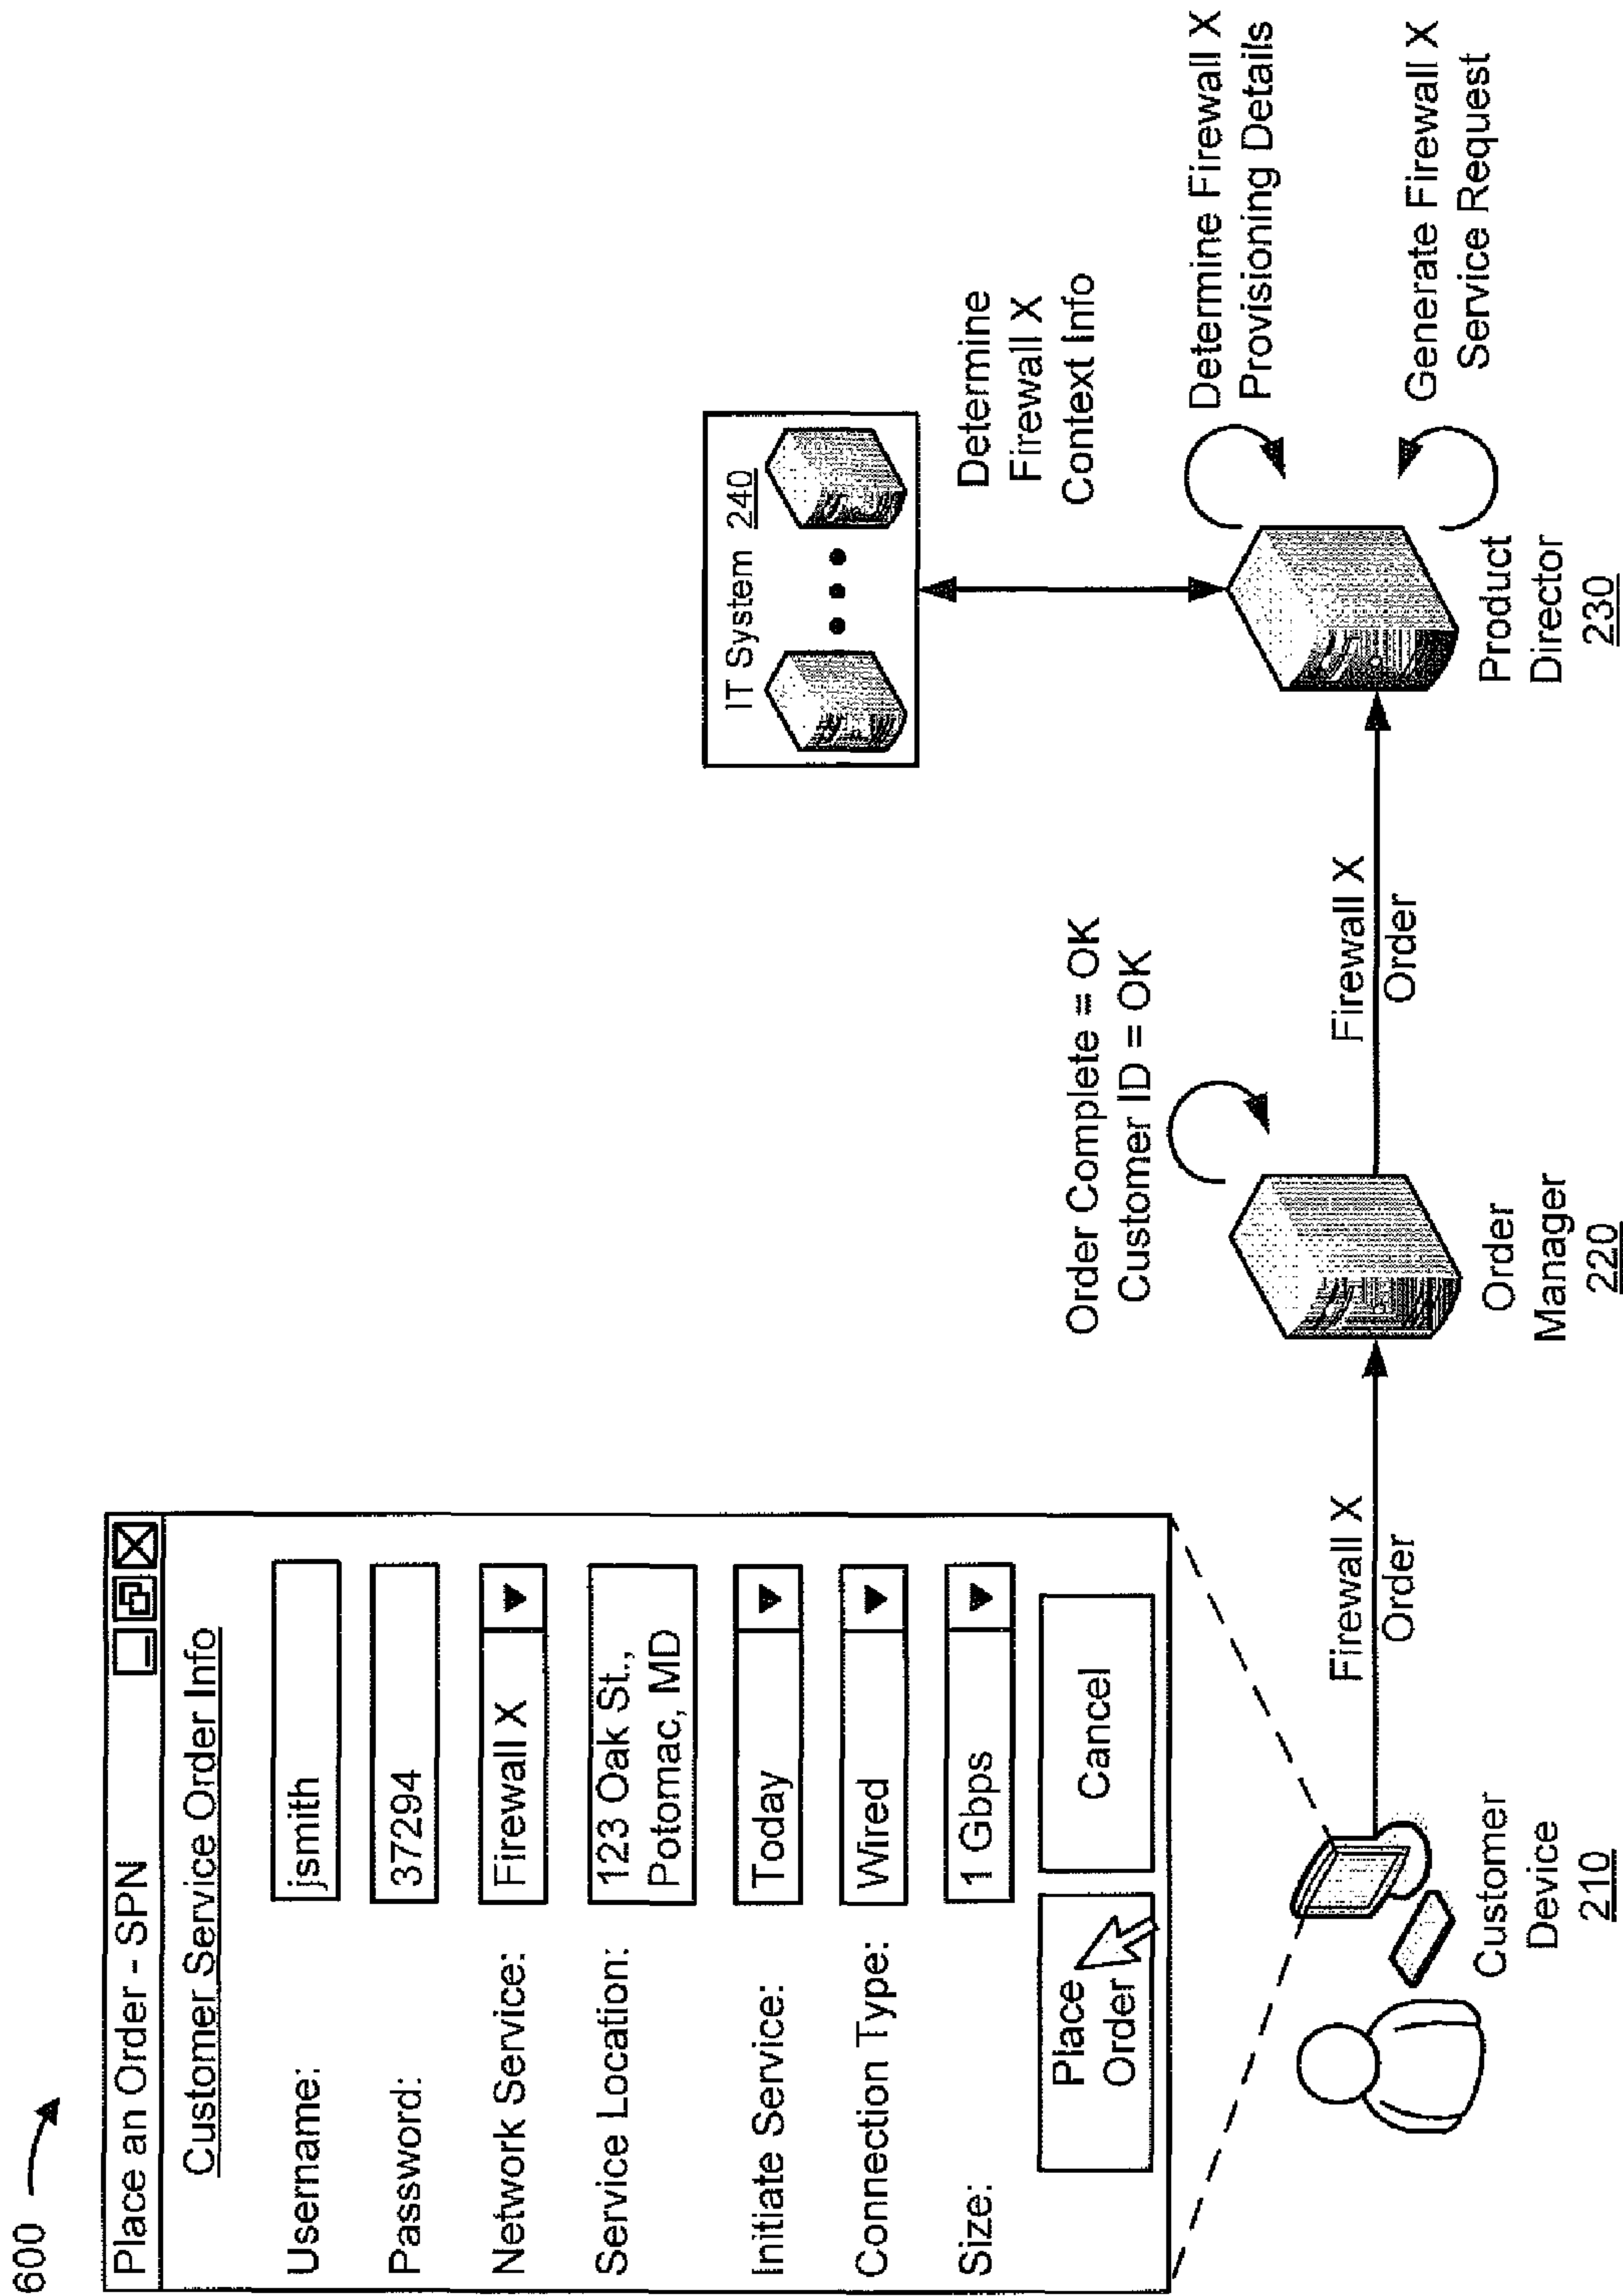 600
Place an Order - SPN
Customer Service Order Info
Username:
jsmith
Password:
37294
Network Service:
Firewall X
Service Location:
123 Oak St.,
Potomac, MD
Initiate Service:
Today
Connection Type:
Wired
Size:
1 Gbps
Place
Order
Cancel
Customer
Device
210
Firewall X
Order
Order Complete = OK
Customer ID = OK
Order
Manager
220
Firewall X
Order
IT System 240
Determine
Firewall X
Context Info
Product
Director
230
Determine Firewall X
Provisioning Details
Generate Firewall X
Service Request